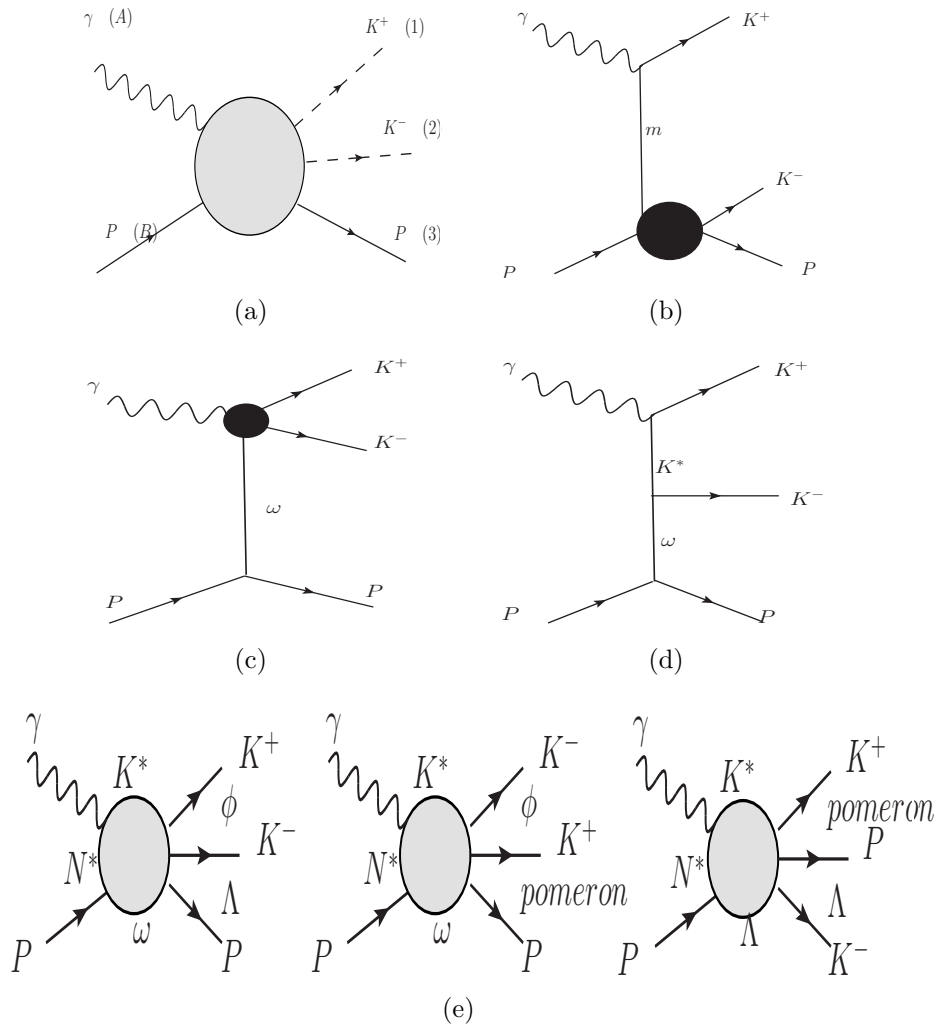 γ (A)
K⁺ (1)
K⁻ (2)
P (B)
P (3)
(a)
γ
K⁺
m
K⁻
P
P
(b)
γ
K⁺
K⁻
ω
P
P
(c)
γ
K⁺
K*
K⁻
ω
P
P
(d)
γ
K*
K⁺
ϕ
N*
K⁻
Λ
ω
P
P
γ
K*
K⁻
ϕ
N*
K⁺
pomeron
ω
P
P
γ
K*
K⁺
pomeron
N*
P
Λ
Λ
P
K⁻
(e)